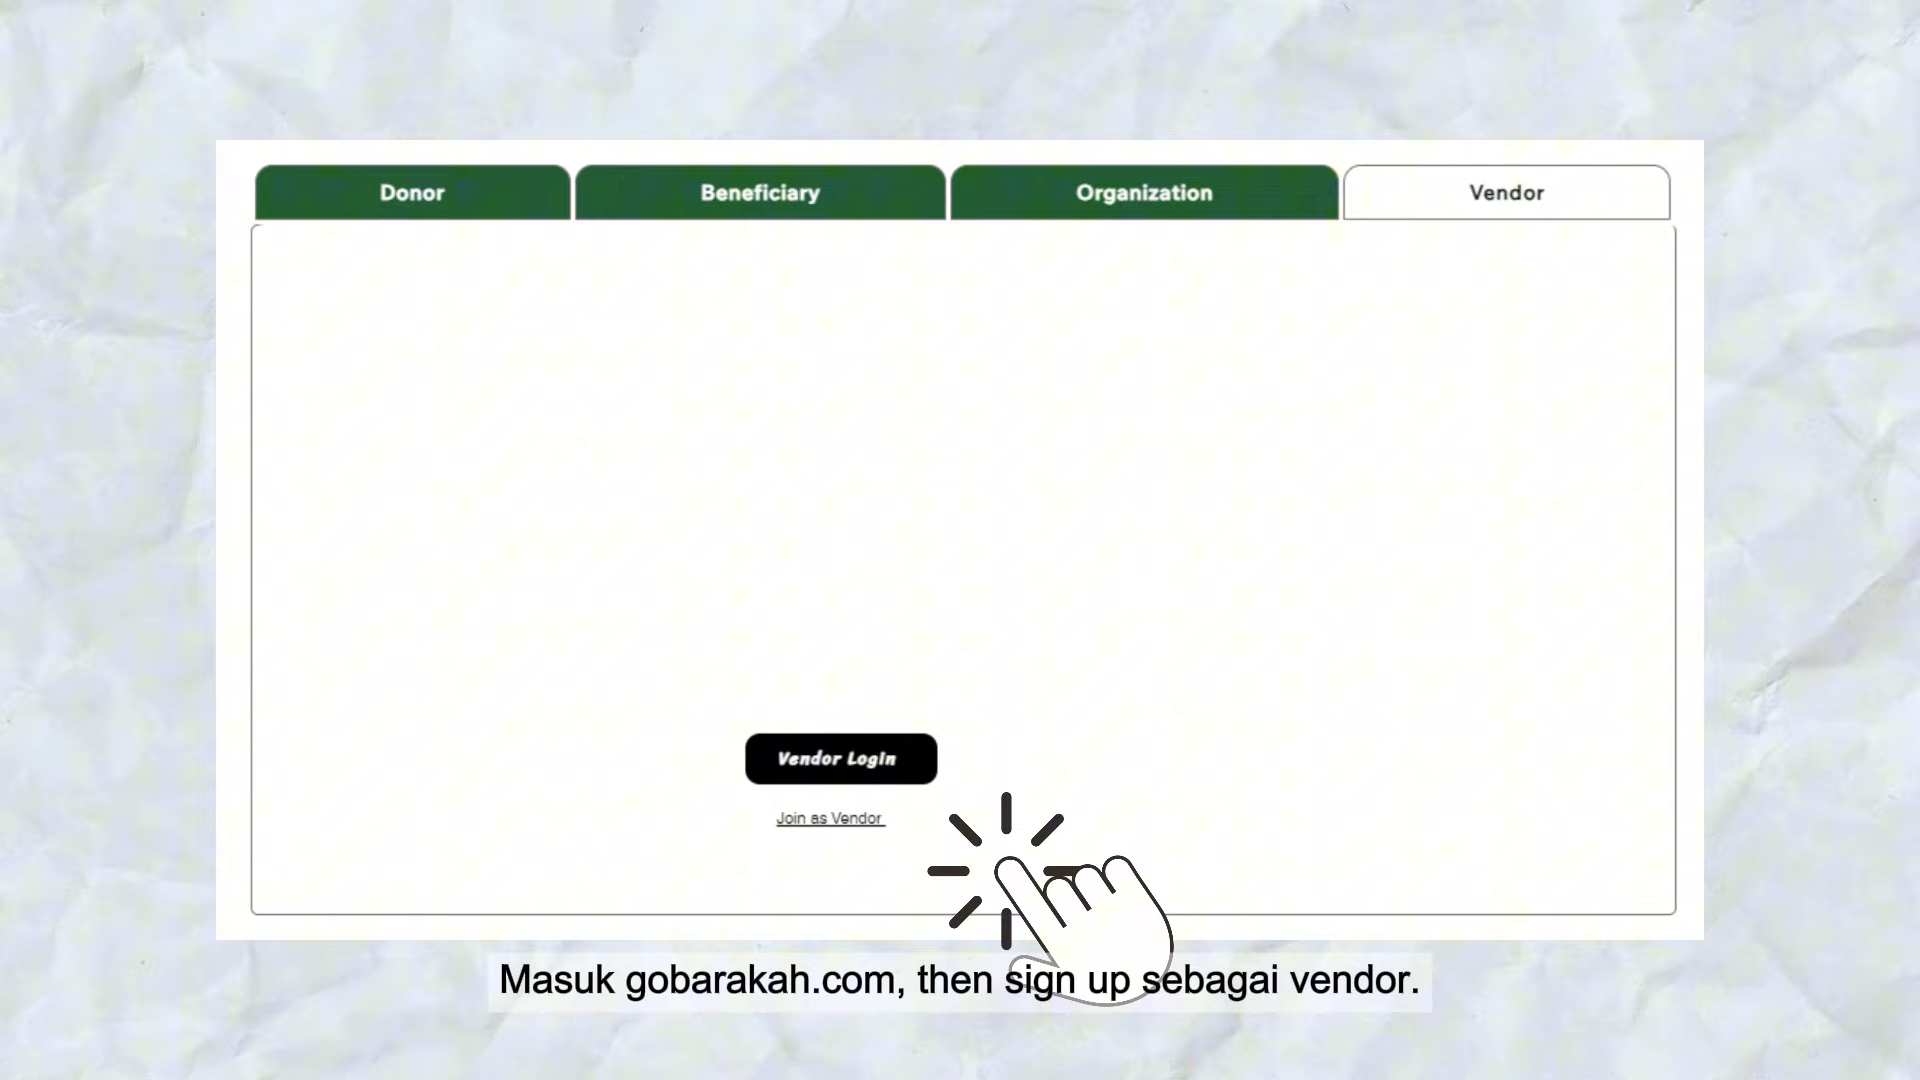 Donor
Beneficiary
Organization
Vendor
Vendor Login
Join as Vendor
Masuk gobarakah.com, then sign up sebagai vendor.